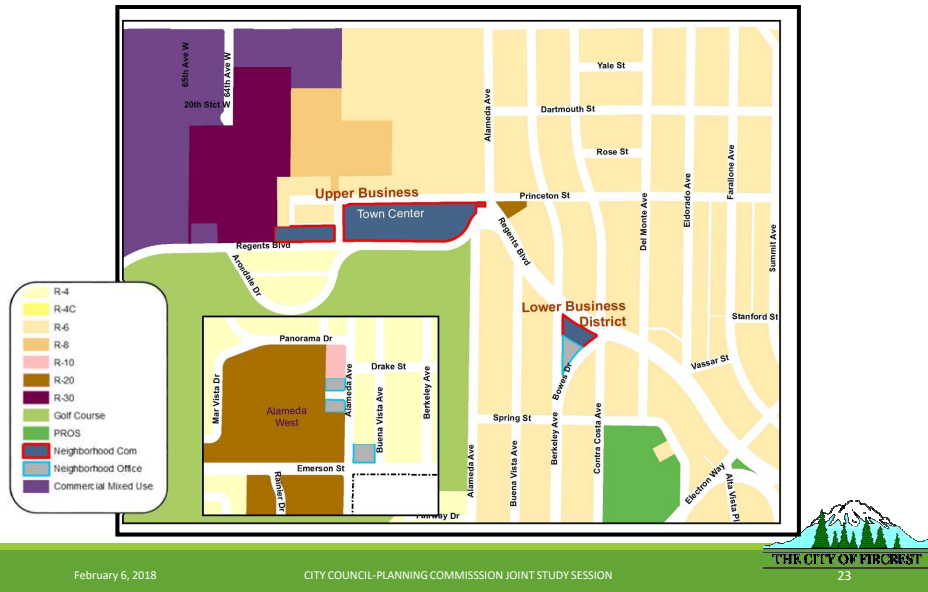 65th Ave W
64th Ave W
20th Stct W
Alameda Ave
Yale St
Dartmouth St
Rose St
Farallone Ave
Eldorado Ave
Del Monte Ave
Summit Ave
Princeton St
Upper Business
Town Center
Regents Blvd
Regents Blvd
Arondale Dr
Lower Business
District
Stanford St
Vassar St
Bowes Dr
Spring St
Alameda Ave
Buena Vista Ave
Berkeley Ave
Contra Costa Ave
Electron Way
Alta Vista Pl
Fairway Dr
R-4
R-4C
R-6
R-8
R-10
R-20
R-30
Golf Course
PROS
Neighborhood Com
Neighborhood Office
Commercial Mixed Use
Panorama Dr
Mar Vista Dr
Drake St
Alameda Ave
Buena Vista Ave
Berkeley Ave
Alameda
West
Emerson St
Rainier Dr
THE CITY OF FIRCREST
February 6, 2018
CITY COUNCIL-PLANNING COMMISSSION JOINT STUDY SESSION
23